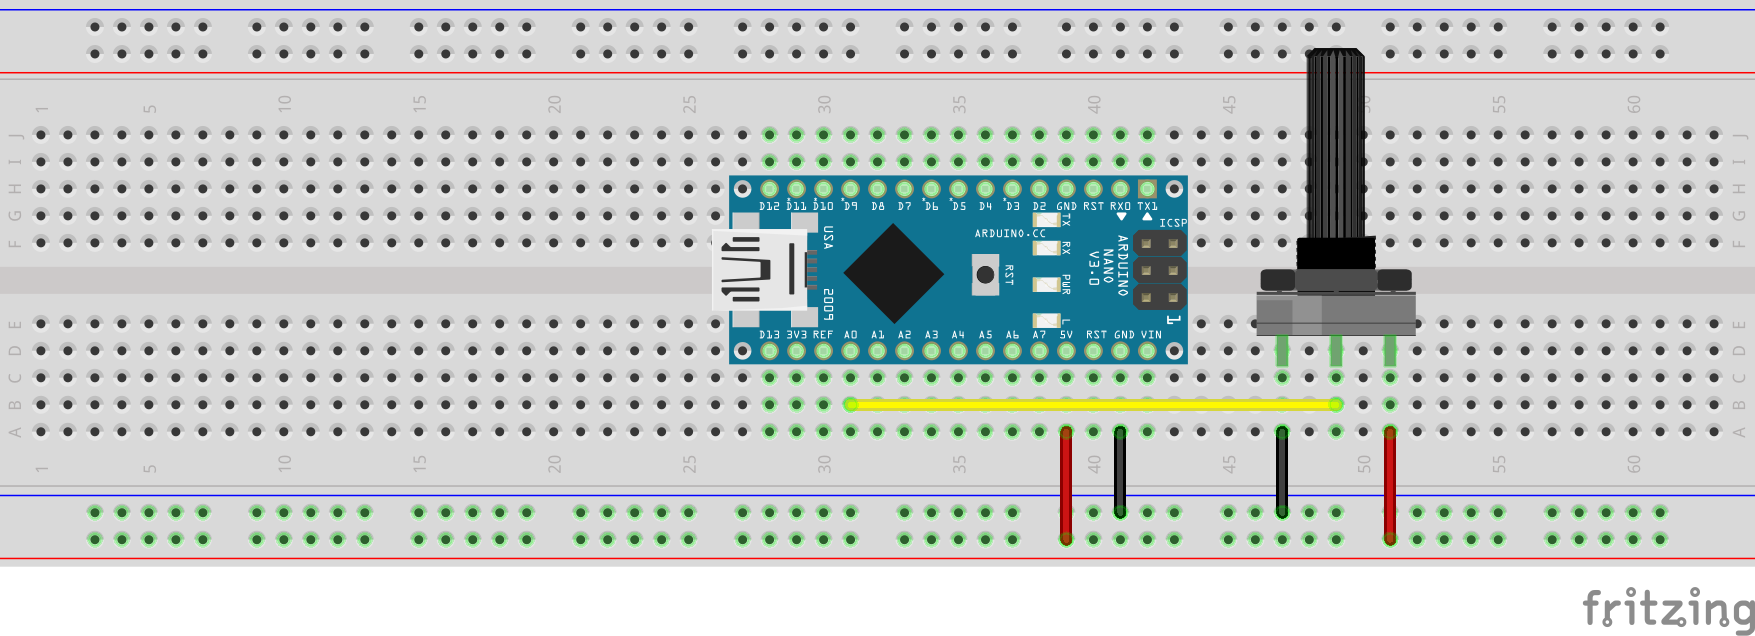 1 5 10 15 20 25 30 35 40 45 50 55 60
J J
I I
H H
G G
F F
D12 D11 D10 D9 D8 D7 D6 D5 D4 D3 D2 GND RST RX0 TX1
ICSP
TX
RX
PWR
L
ARDUINO.CC
RST
ARDUINO
NANO
V3.0
USA
2009
1
D13 3V3 REF A0 A1 A2 A3 A4 A5 A6 A7 5V RST GND VIN
E E
D D
C C
B B
A A
1 5 10 15 20 25 30 35 40 45 50 55 60
fritzing